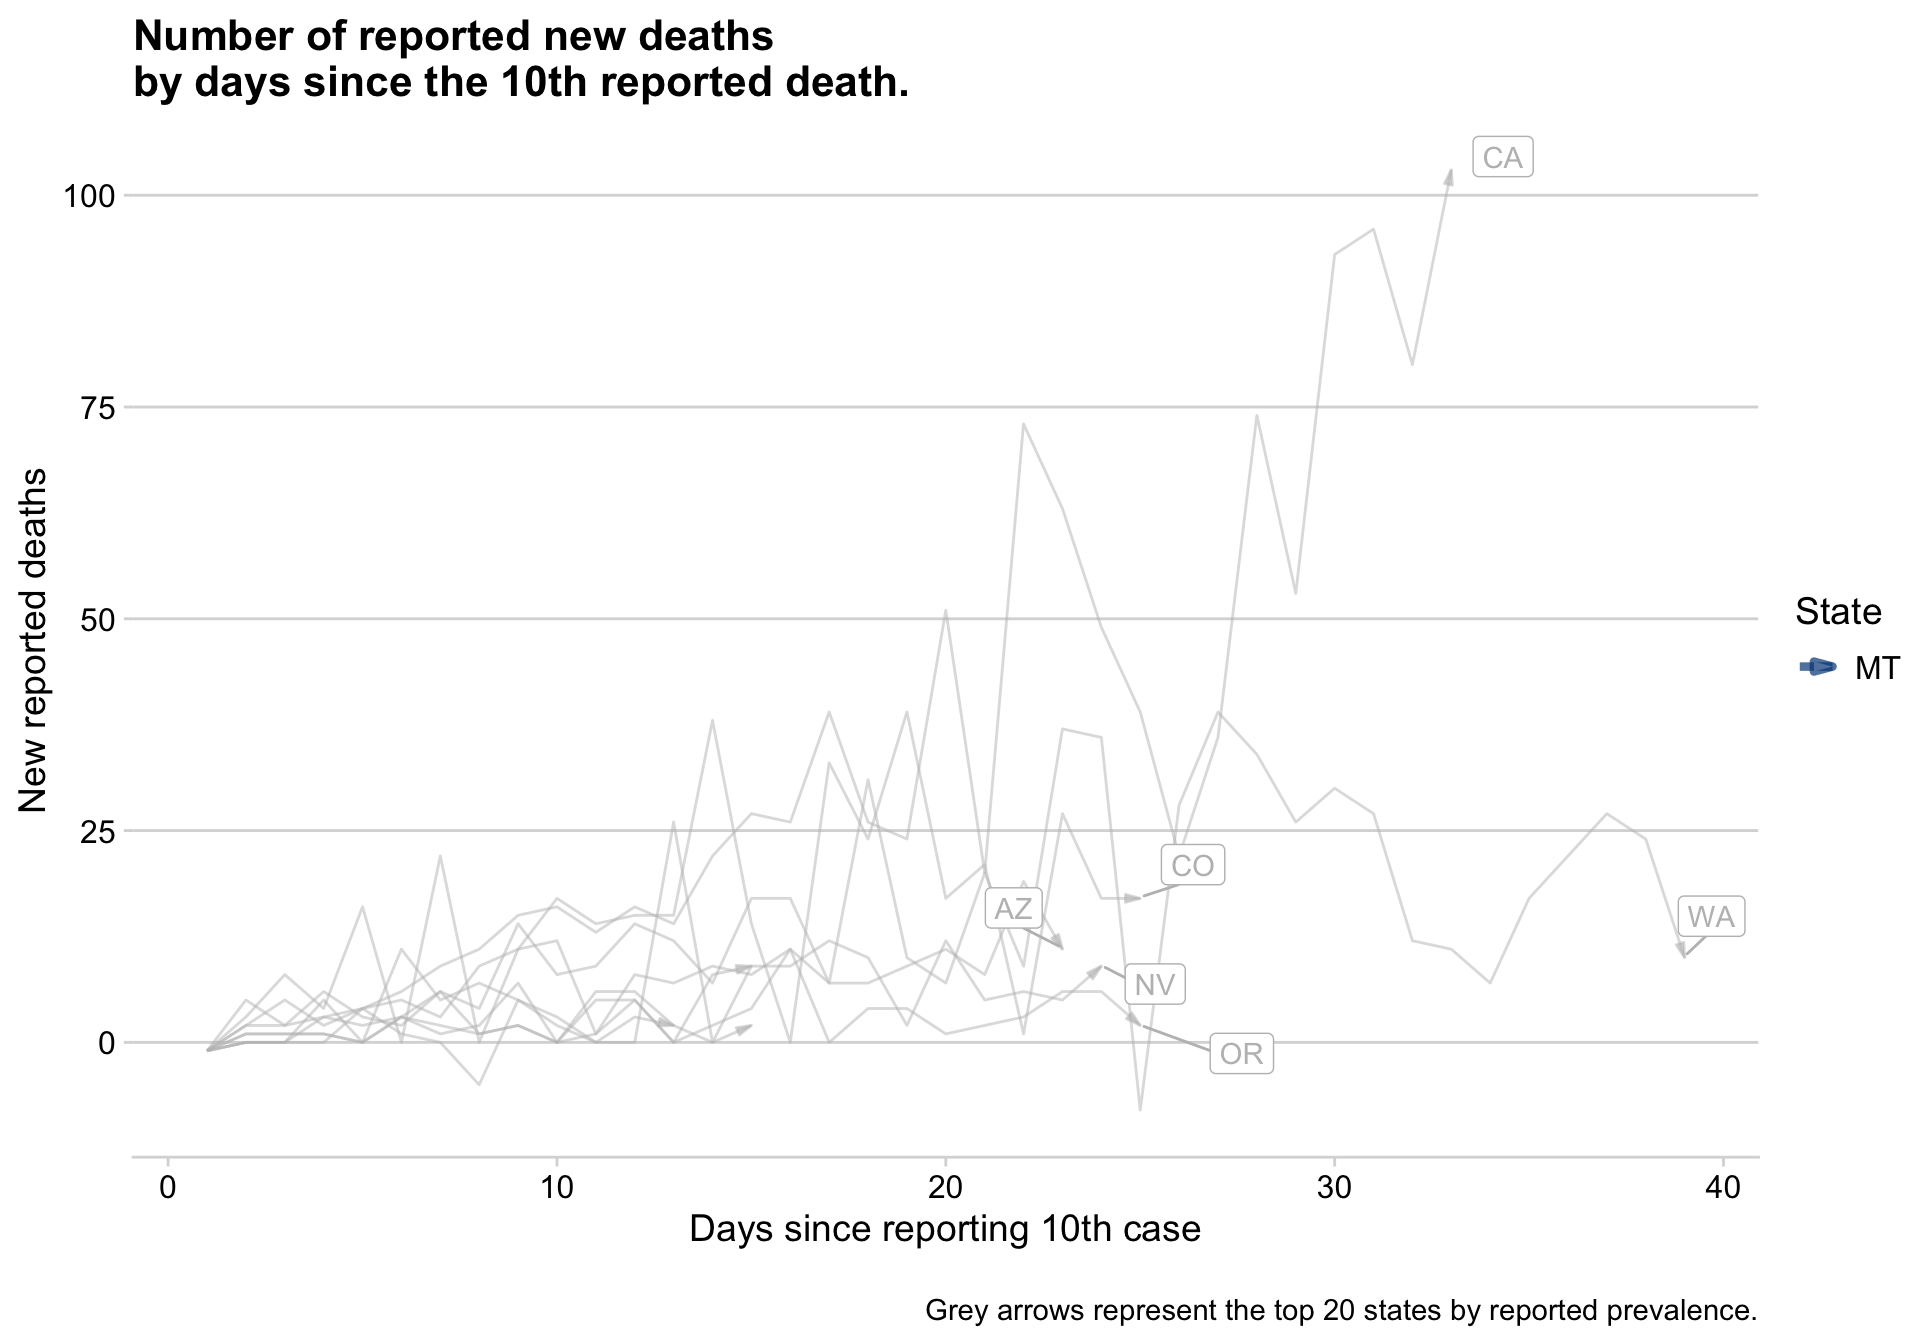 Number of reported new deaths
by days since the 10th reported death.
CA
100
75
New reported deaths
50
State
MT
25
CO
AZ
WA
NV
0
OR
0 10 20 30 40
Days since reporting 10th case
Grey arrows represent the top 20 states by reported prevalence.